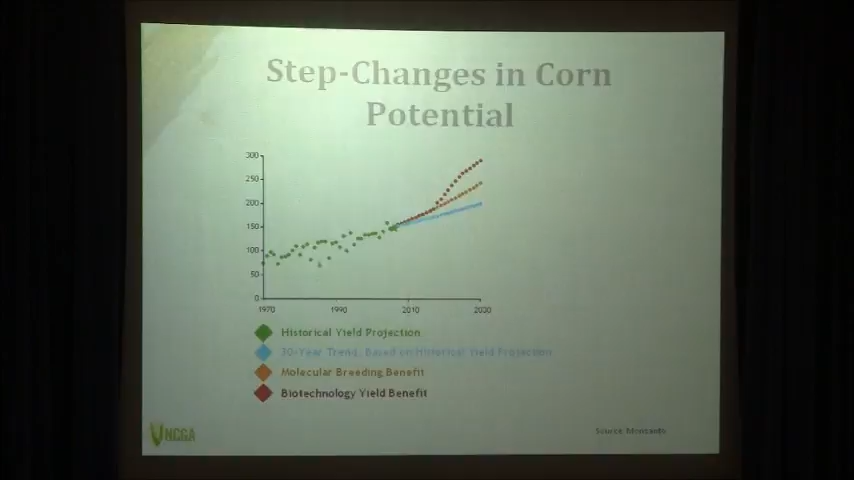 Step-Changes in Corn
Potential
300
250
200
150
100
50
0
1970
1990
2010
2030
Historical Yield Projection
30-Year Trend, Based on Historical Yield Projection
Molecular Breeding Benefit
Biotechnology Yield Benefit
NCGA
Source: Monsanto